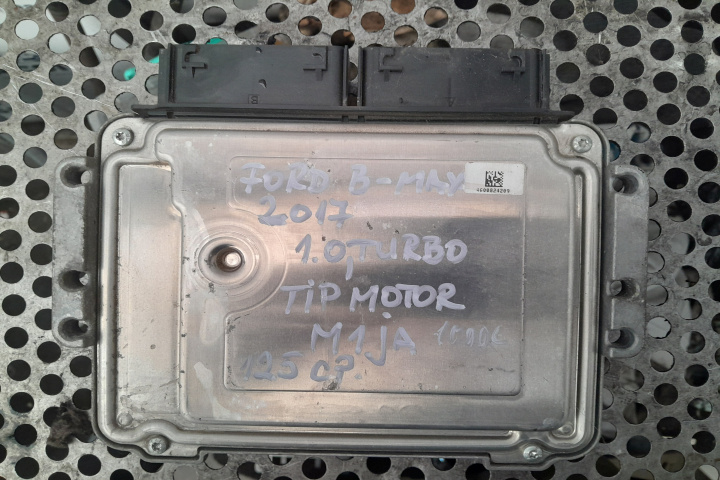 FORD B-MAX
2017
1.0, TURBO
TIP MOTOR
M1JA
125 CP.